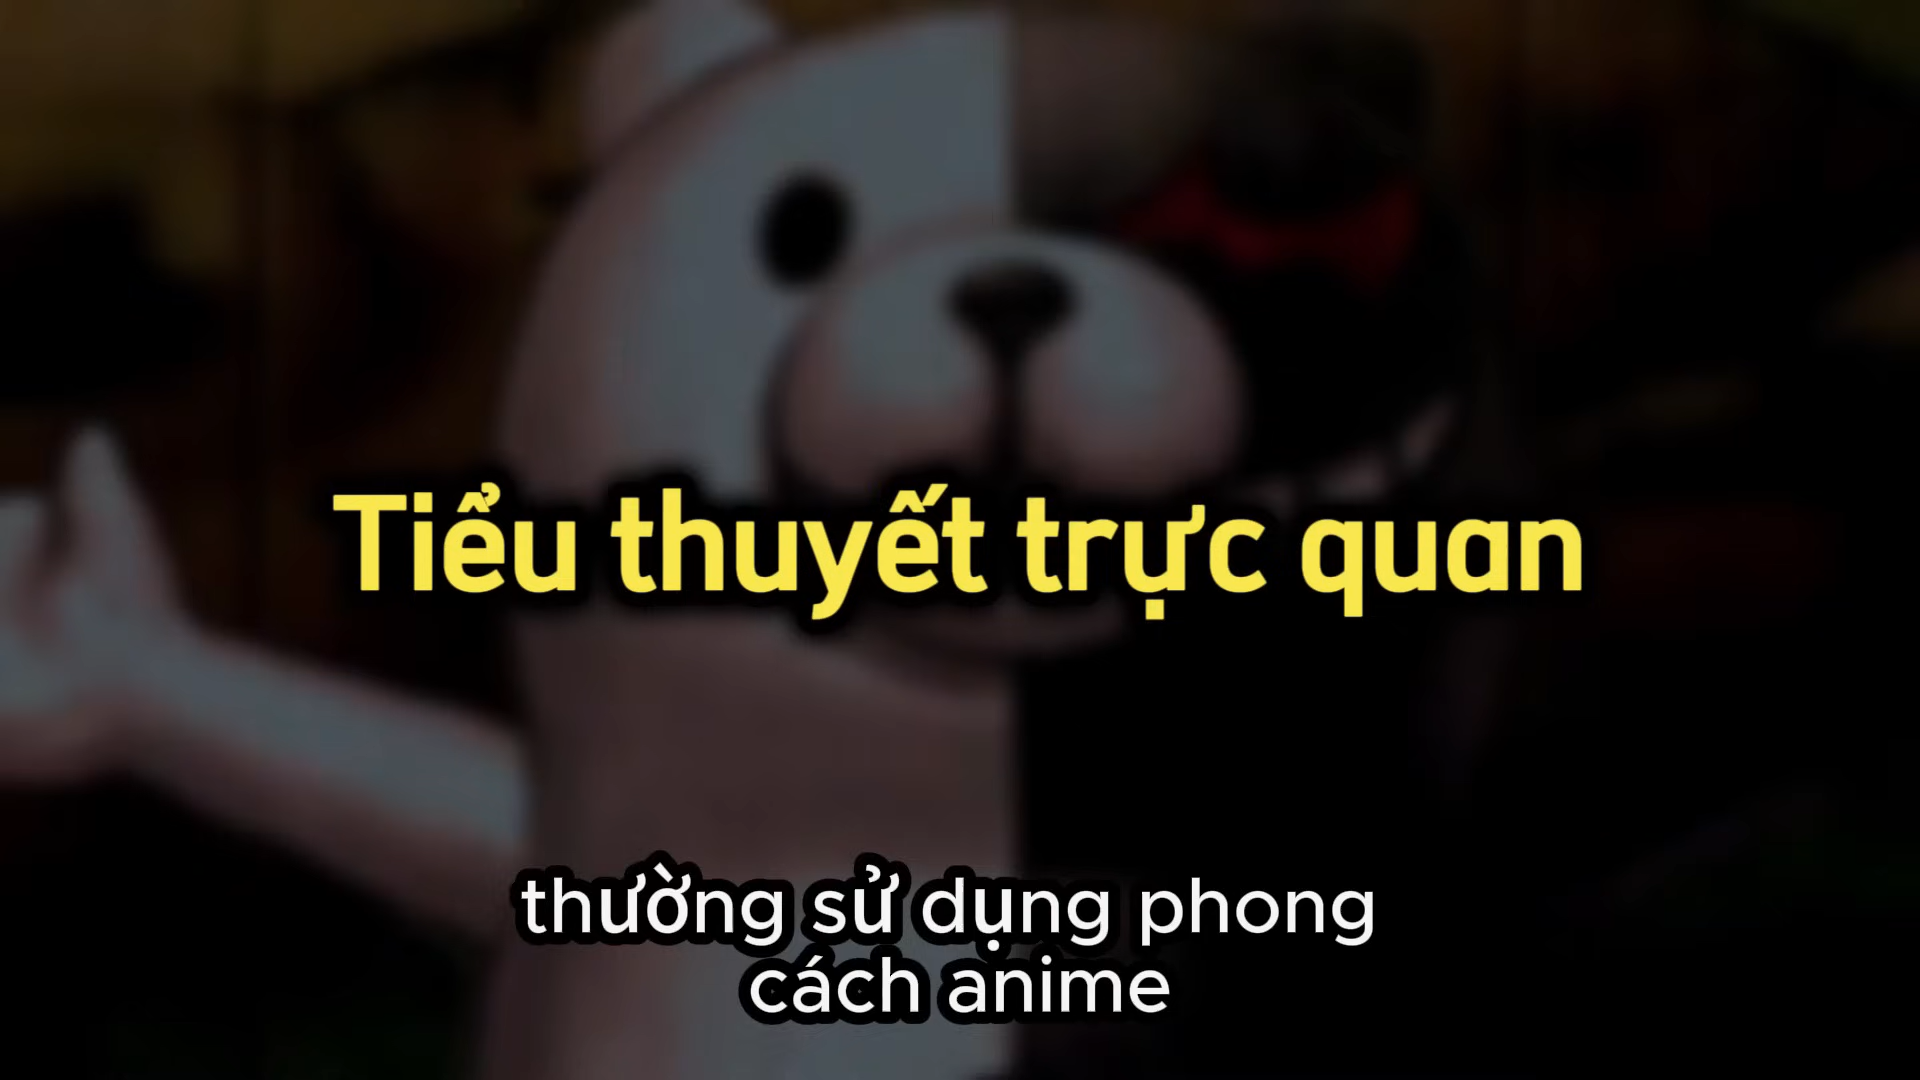 Tiểu thuyết trực quan
thường sử dụng phong
cách anime